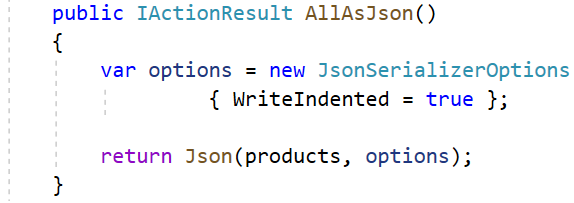 public IActionResult AllAsJson()
{
    var options = new JsonSerializerOptions
             { WriteIndented = true };
    return Json(products, options);
}